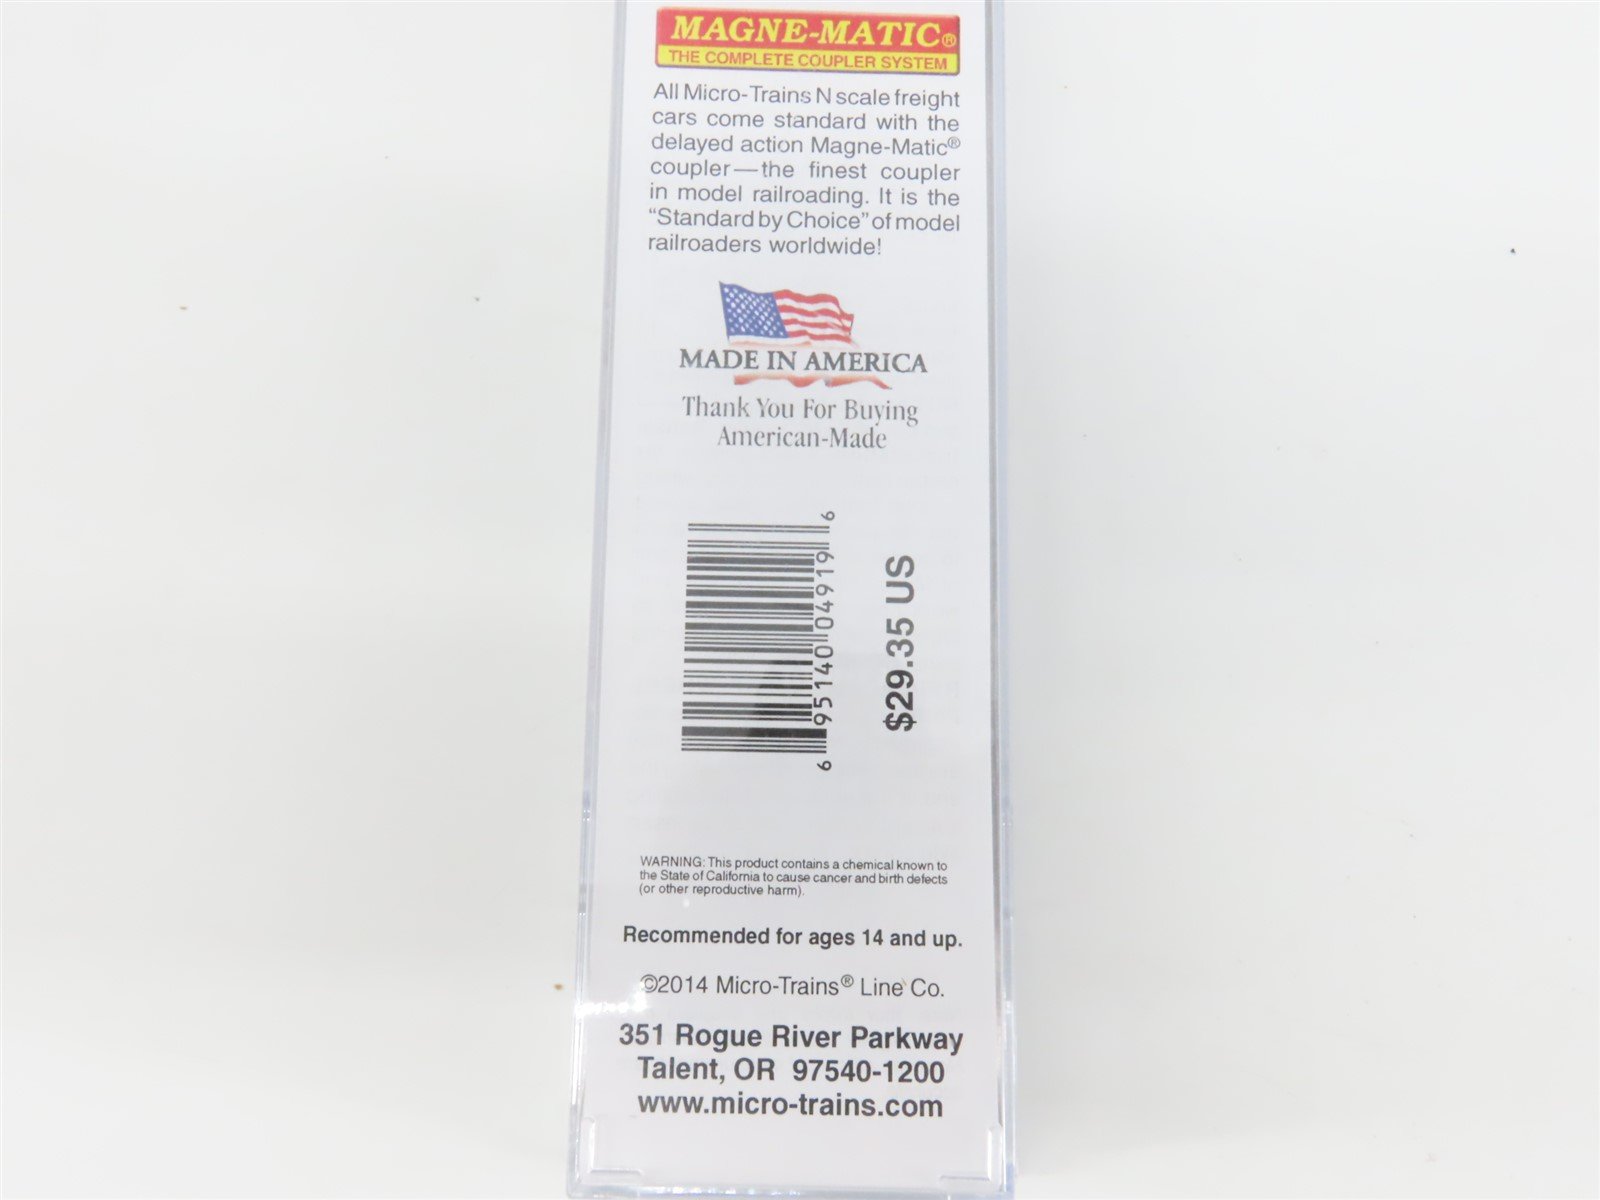 MAGNE-MATIC®
THE COMPLETE COUPLER SYSTEM
All Micro-Trains N scale freight
cars come standard with the
delayed action Magne-Matic®
coupler—the finest coupler
in model railroading. It is the
“Standard by Choice” of model
railroaders worldwide!
MADE IN AMERICA
Thank You For Buying
American-Made
6 95140 04919 6
$29.35 US
WARNING: This product contains a chemical known to
the State of California to cause cancer and birth defects
(or other reproductive harm).
Recommended for ages 14 and up.
©2014 Micro-Trains® Line Co.
351 Rogue River Parkway
Talent, OR 97540-1200
www.micro-trains.com